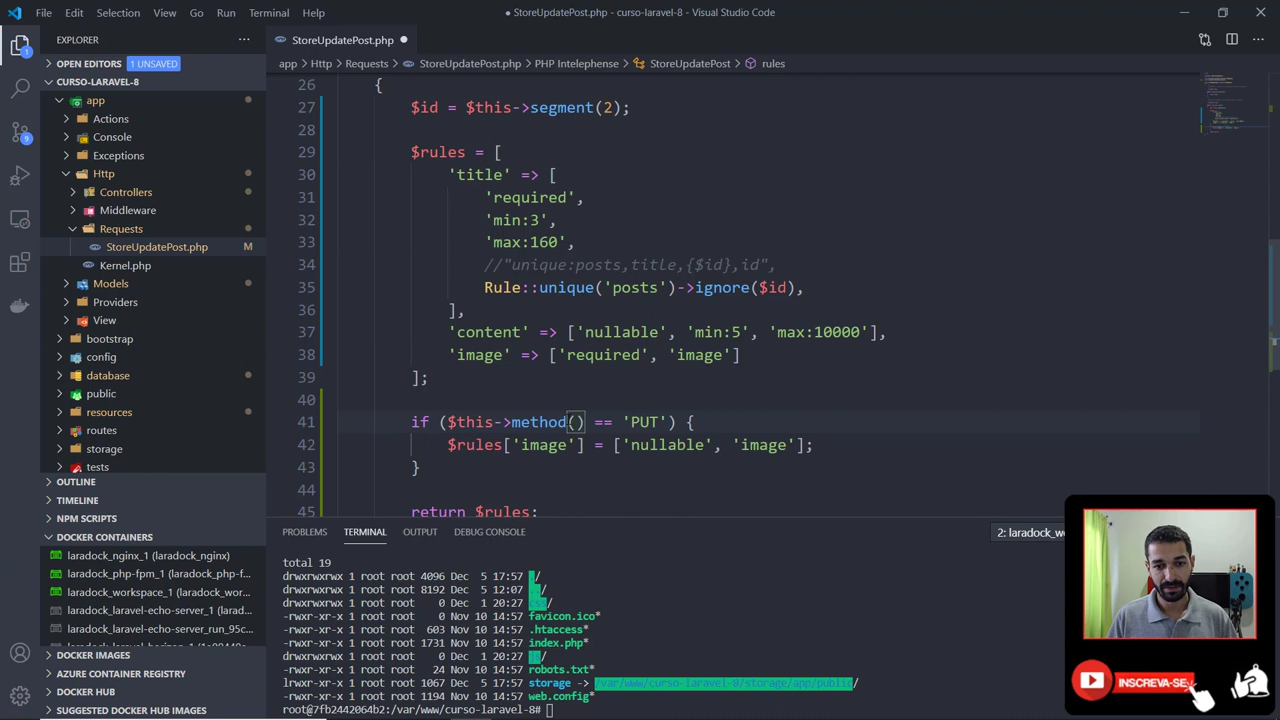 File Edit Selection View Go Run Terminal Help
● StoreUpdatePost.php - curso-laravel-8 - Visual Studio Code
EXPLORER
StoreUpdatePost.php
OPEN EDITORS 1 UNSAVED
app > Http > Requests > StoreUpdatePost.php > PHP Intelephense > StoreUpdatePost > rules
CURSO-LARAVEL-8
app
Actions
Console
Exceptions
Http
Controllers
Middleware
Requests
StoreUpdatePost.php M
Kernel.php
Models
Providers
View
bootstrap
config
database
public
resources
routes
storage
tests
OUTLINE
TIMELINE
NPM SCRIPTS
DOCKER CONTAINERS
laradock_nginx_1 (laradock_nginx)
laradock_php-fpm_1 (laradock_php-f...
laradock_workspace_1 (laradock_wor...
laradock_laravel-echo-server_1 (larad...
laradock_laravel-echo-server_run_95c...
DOCKER IMAGES
AZURE CONTAINER REGISTRY
DOCKER HUB
SUGGESTED DOCKER HUB IMAGES
26 {
27 $id = $this->segment(2);
28
29 $rules = [
30 'title' => [
31 'required',
32 'min:3',
33 'max:160',
34 //"unique:posts,title,{$id},id",
35 Rule::unique('posts')->ignore($id),
36 ],
37 'content' => ['nullable', 'min:5', 'max:10000'],
38 'image' => ['required', 'image']
39 ];
40
41 if ($this->method() == 'PUT') {
42 $rules['image'] = ['nullable', 'image'];
43 }
44
45 return $rules;
PROBLEMS TERMINAL OUTPUT DEBUG CONSOLE
2: laradock_wo
total 19
drwxrwxrwx 1 root root 4096 Dec 5 17:57 ./
drwxrwxrwx 1 root root 8192 Dec 5 12:07 ../
drwxrwxrwx 1 root root 0 Dec 1 20:27 css/
-rwxr-xr-x 1 root root 0 Nov 10 14:57 favicon.ico*
-rwxr-xr-x 1 root root 603 Nov 10 14:57 .htaccess*
-rwxr-xr-x 1 root root 1731 Nov 10 14:57 index.php*
drwxrwxrwx 1 root root 0 Dec 1 20:27 js/
-rwxr-xr-x 1 root root 24 Nov 10 14:57 robots.txt*
lrwxr-xr-x 1 root root 1067 Dec 5 17:57 storage -> /var/www/curso-laravel-8/storage/app/public/
-rwxr-xr-x 1 root root 1194 Nov 10 14:57 web.config*
root@7fb2442064b2:/var/www/curso-laravel-8#
INSCREVA-SE